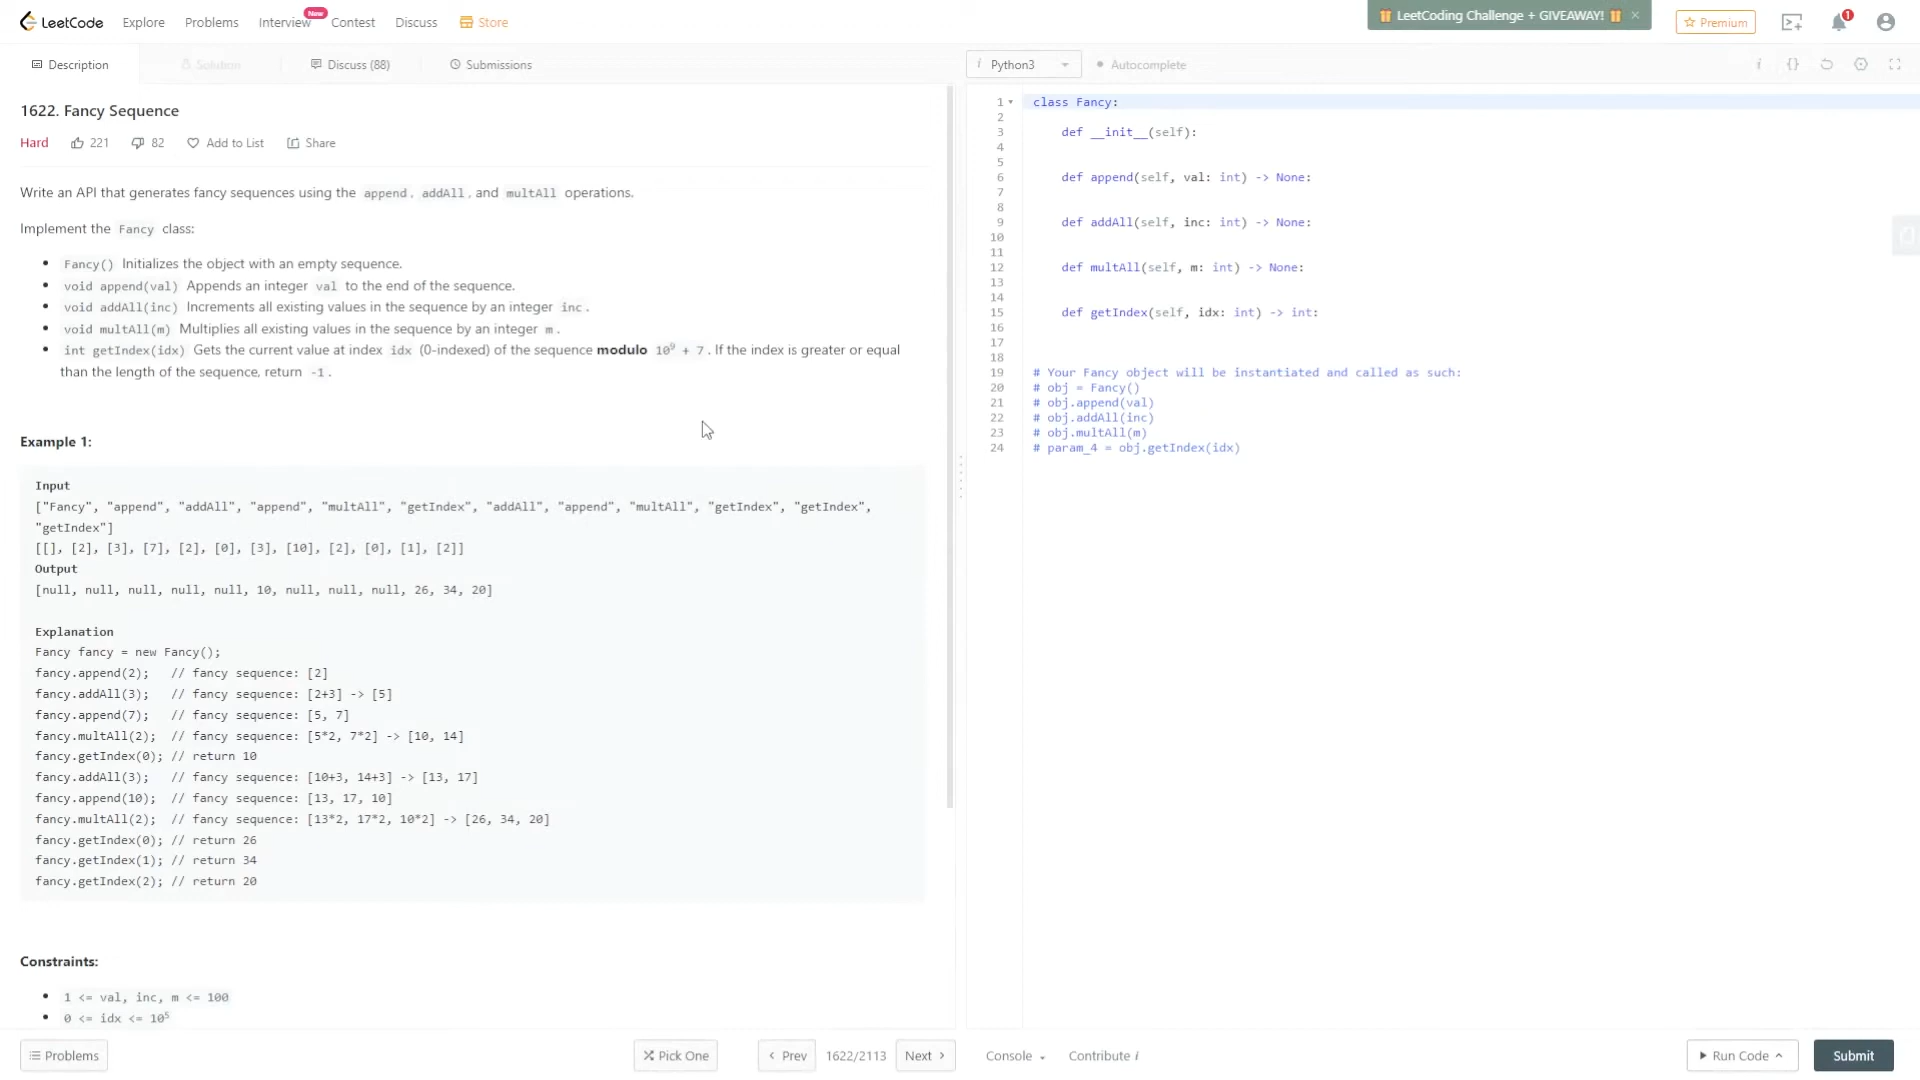 LeetCode
Explore
Problems
Interview
New
Contest
Discuss
Store
LeetCoding Challenge + GIVEAWAY!
Premium
1
Description
Solution
Discuss (88)
Submissions
Python3
Autocomplete
1622. Fancy Sequence
Hard
221
82
Add to List
Share
Write an API that generates fancy sequences using the append, addAll, and multAll operations.
Implement the Fancy class:
Fancy() Initializes the object with an empty sequence.
void append(val) Appends an integer val to the end of the sequence.
void addAll(inc) Increments all existing values in the sequence by an integer inc.
void multAll(m) Multiplies all existing values in the sequence by an integer m.
int getIndex(idx) Gets the current value at index idx (0-indexed) of the sequence modulo 10⁹ + 7. If the index is greater or equal
than the length of the sequence, return -1.
Example 1:
Input
["Fancy", "append", "addAll", "append", "multAll", "getIndex", "addAll", "append", "multAll", "getIndex", "getIndex",
"getIndex"]
[[], [2], [3], [7], [2], [0], [3], [10], [2], [0], [1], [2]]
Output
[null, null, null, null, null, 10, null, null, null, 26, 34, 20]
Explanation
Fancy fancy = new Fancy();
fancy.append(2);   // fancy sequence: [2]
fancy.addAll(3);   // fancy sequence: [2+3] -> [5]
fancy.append(7);   // fancy sequence: [5, 7]
fancy.multAll(2);  // fancy sequence: [5*2, 7*2] -> [10, 14]
fancy.getIndex(0); // return 10
fancy.addAll(3);   // fancy sequence: [10+3, 14+3] -> [13, 17]
fancy.append(10);  // fancy sequence: [13, 17, 10]
fancy.multAll(2);  // fancy sequence: [13*2, 17*2, 10*2] -> [26, 34, 20]
fancy.getIndex(0); // return 26
fancy.getIndex(1); // return 34
fancy.getIndex(2); // return 20
Constraints:
1 <= val, inc, m <= 100
0 <= idx <= 10⁵
1 class Fancy:
2
3 def __init__(self):
4
5
6 def append(self, val: int) -> None:
7
8
9 def addAll(self, inc: int) -> None:
10
11
12 def multAll(self, m: int) -> None:
13
14
15 def getIndex(self, idx: int) -> int:
16
17
18
19 # Your Fancy object will be instantiated and called as such:
20 # obj = Fancy()
21 # obj.append(val)
22 # obj.addAll(inc)
23 # obj.multAll(m)
24 # param_4 = obj.getIndex(idx)
Problems
Pick One
Prev
1622/2113
Next
Console
Contribute i
Run Code
Submit